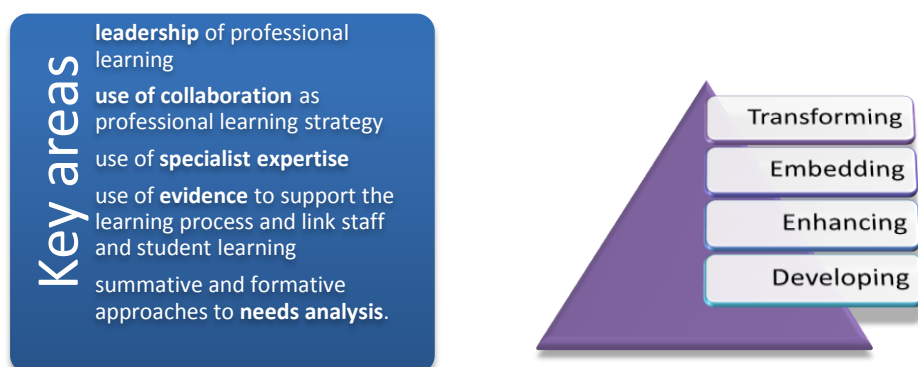 Key areas
leadership of professional
learning
use of collaboration as
professional learning strategy
use of specialist expertise
use of evidence to support the
learning process and link staff
and student learning
summative and formative
approaches to needs analysis.
Transforming
Embedding
Enhancing
Developing